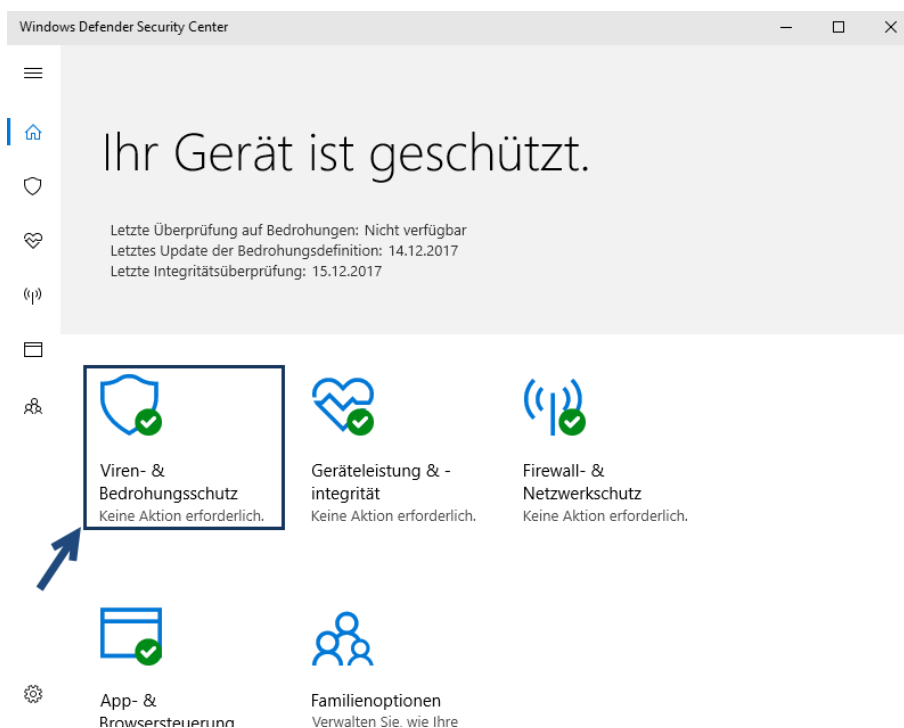 Windows Defender Security Center
Ihr Gerät ist geschützt.
Letzte Überprüfung auf Bedrohungen: Nicht verfügbar
Letztes Update der Bedrohungsdefinition: 14.12.2017
Letzte Integritätsüberprüfung: 15.12.2017
Viren- &
Bedrohungsschutz
Keine Aktion erforderlich.
Geräteleistung & -
integrität
Keine Aktion erforderlich.
Firewall- &
Netzwerkschutz
Keine Aktion erforderlich.
App- &
Browsersteuerung
Familienoptionen
Verwalten Sie, wie Ihre